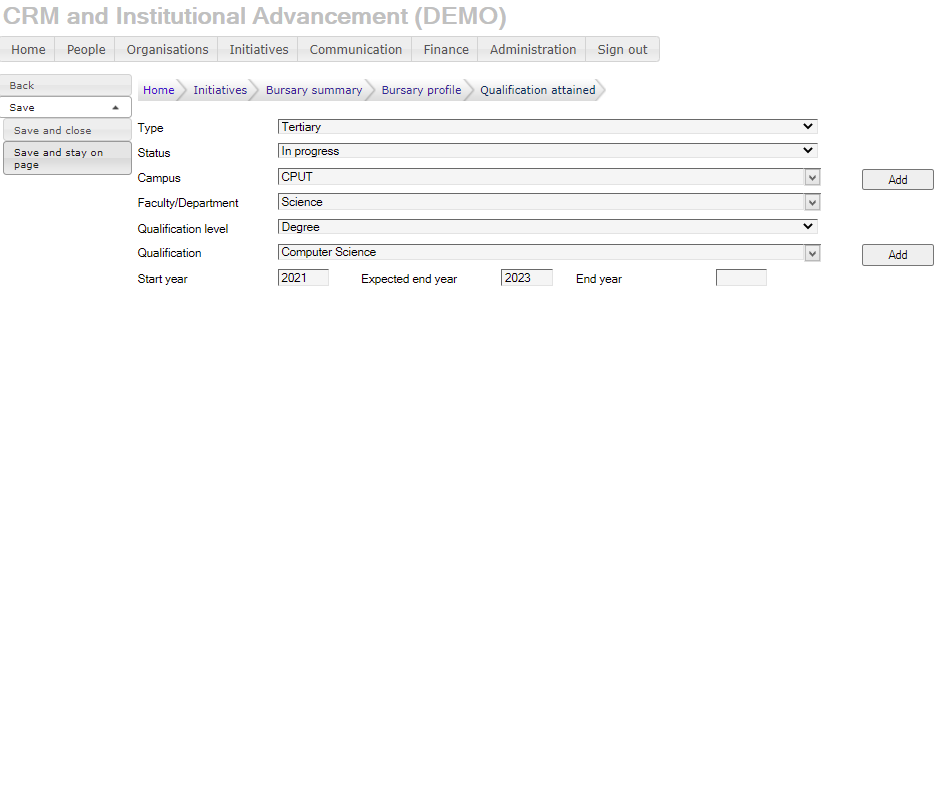 CRM and Institutional Advancement (DEMO)
Home People Organisations Initiatives Communication Finance Administration Sign out
Back
Save
Save and close
Save and stay on
page
Home Initiatives Bursary summary Bursary profile Qualification attained
Type Tertiary
Status In progress
Campus CPUT Add
Faculty/Department Science
Qualification level Degree
Qualification Computer Science Add
Start year 2021 Expected end year 2023 End year